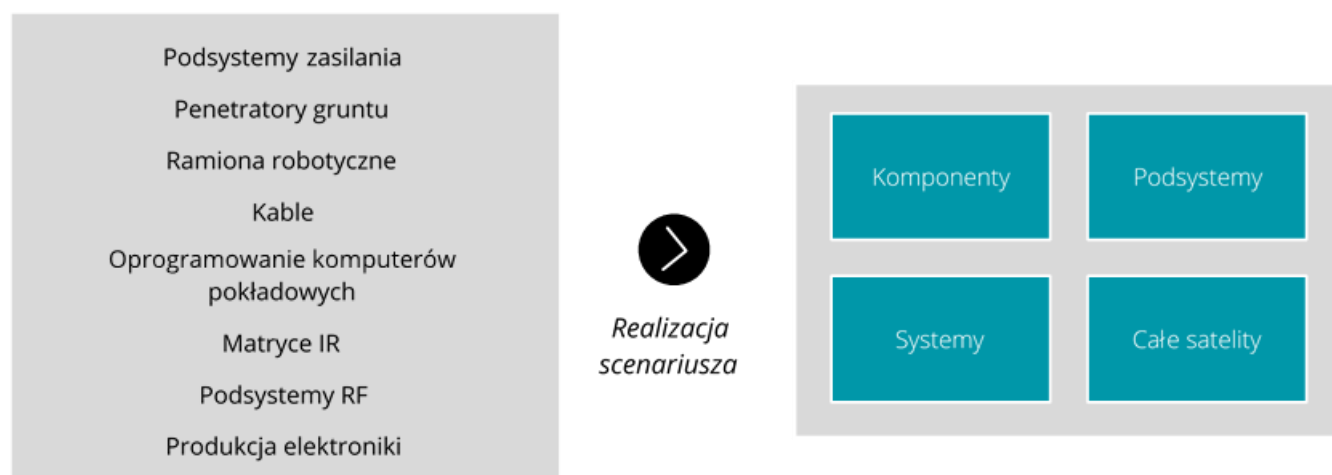 Podsystemy zasilania
Penetratory gruntu
Ramiona robotyczne
Kable
Oprogramowanie komputerów
pokładowych
Matryce IR
Podsystemy RF
Produkcja elektroniki
Realizacja
scenariusza
Komponenty
Podsystemy
Systemy
Całe satelity